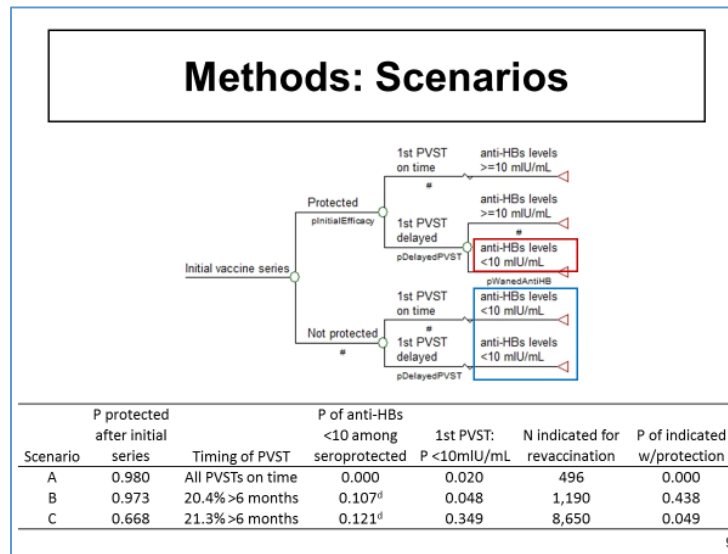 Methods: Scenarios
1st PVST
on time
#
anti-HBs levels
>=10 mIU/mL
Protected
pInitialEfficacy
1st PVST
delayed
pDelayedPVST
anti-HBs levels
>=10 mIU/mL
#
anti-HBs levels
<10 mIU/mL
pWanedAntiHB
Initial vaccine series
Not protected
#
1st PVST
on time
#
anti-HBs levels
<10 mIU/mL
1st PVST
delayed
pDelayedPVST
anti-HBs levels
<10 mIU/mL
Scenario P protected after initial series Timing of PVST P of anti-HBs <10 among seroprotected 1st PVST: P <10mIU/mL N indicated for revaccination P of indicated w/protection
A 0.980 All PVSTs on time 0.000 0.020 496 0.000
B 0.973 20.4% >6 months 0.107ᵈ 0.048 1,190 0.438
C 0.668 21.3% >6 months 0.121ᵈ 0.349 8,650 0.049